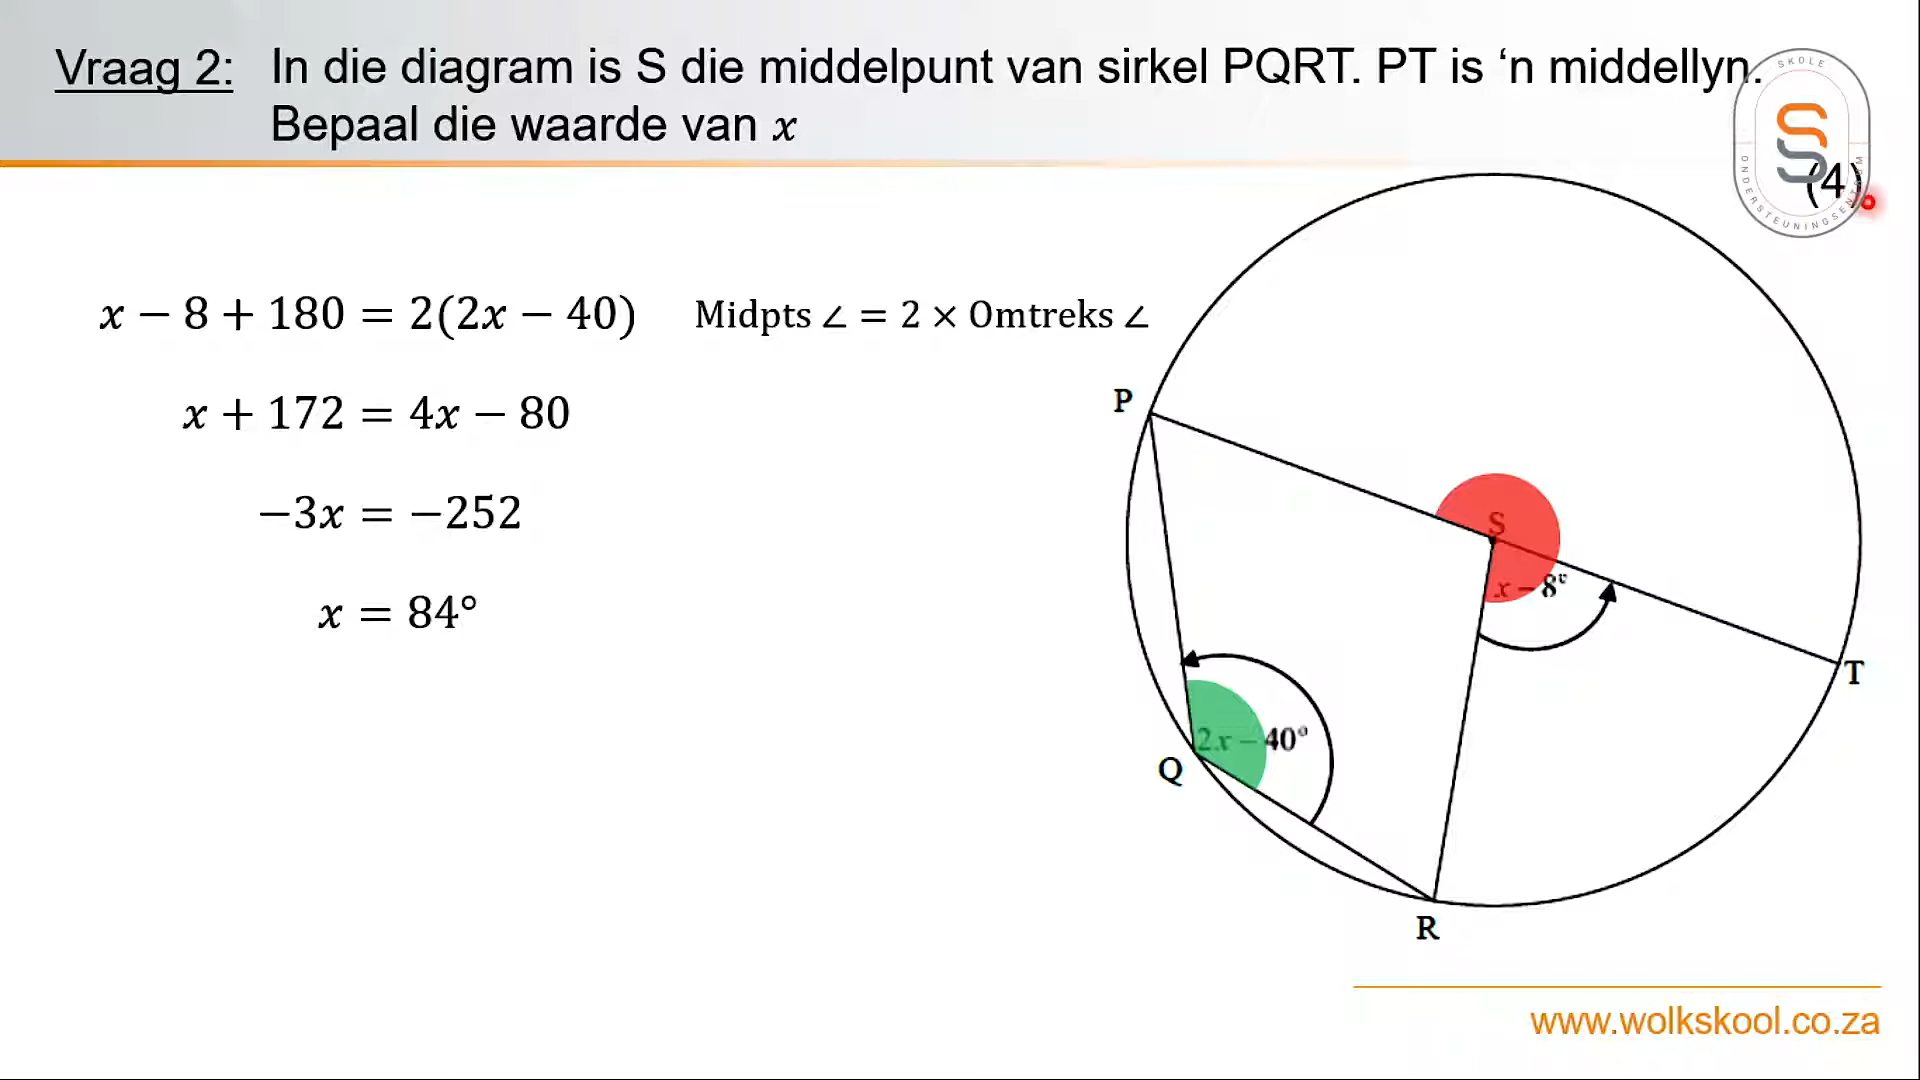 Vraag 2: In die diagram is S die middelpunt van sirkel PQRT. PT is ‘n middellyn.
Bepaal die waarde van x
SKOLE
ONDERSTEUNINGSENTRUM
(4)
x − 8 + 180 = 2(2x − 40) Midpts ∠ = 2 × Omtreks ∠
x + 172 = 4x − 80
−3x = −252
x = 84°
P
S
x − 8°
T
2x − 40°
Q
R
www.wolkskool.co.za